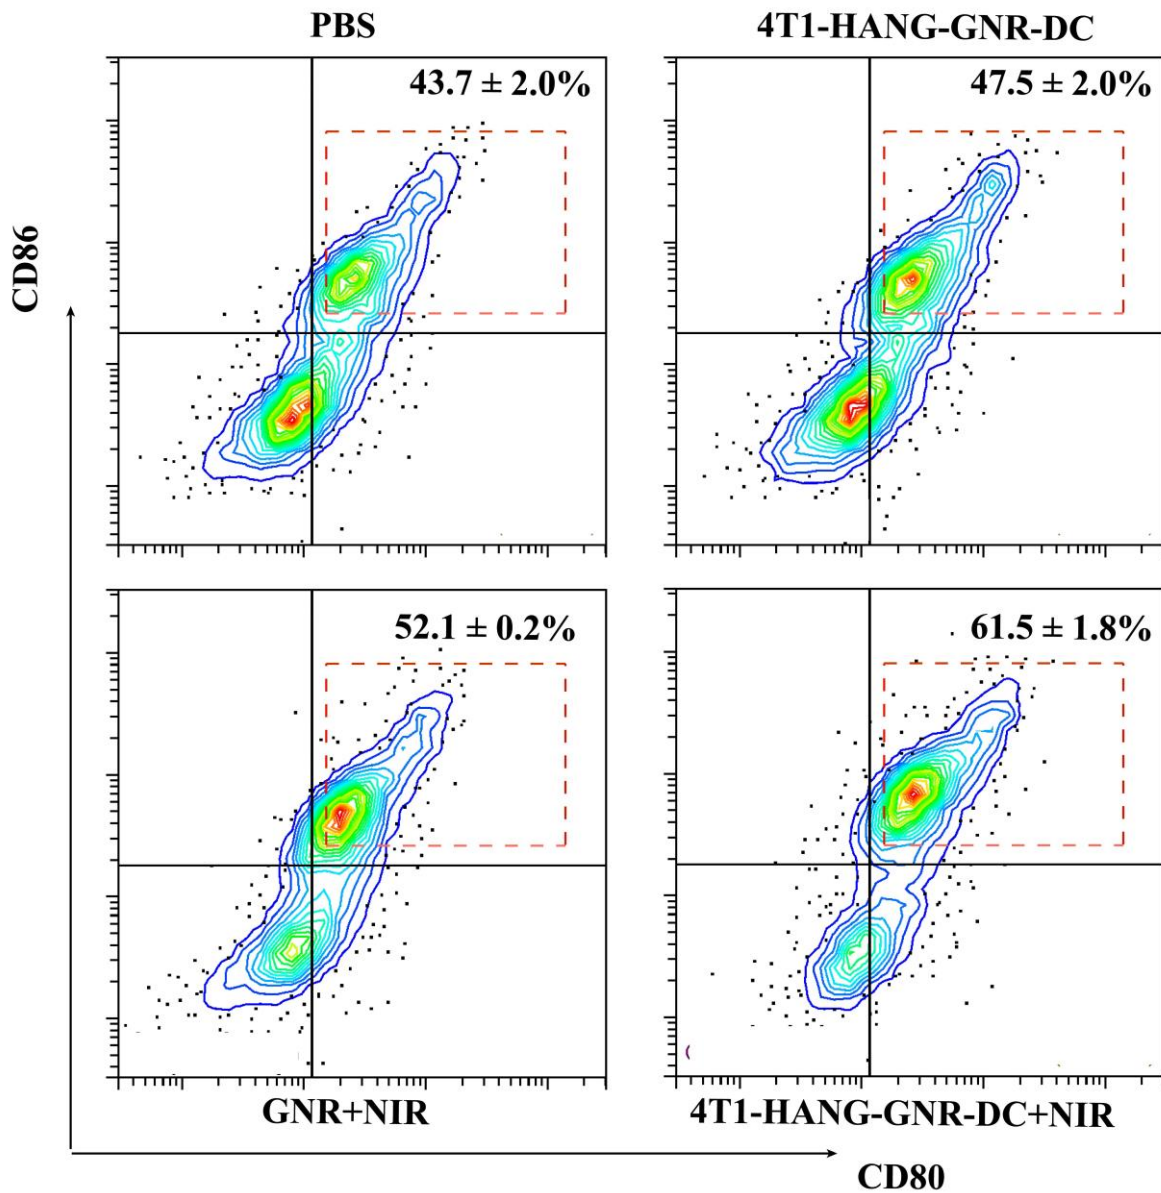 PBS
4T1-HANG-GNR-DC
43.7 ± 2.0%
47.5 ± 2.0%
CD86
52.1 ± 0.2%
61.5 ± 1.8%
GNR+NIR
4T1-HANG-GNR-DC+NIR
CD80